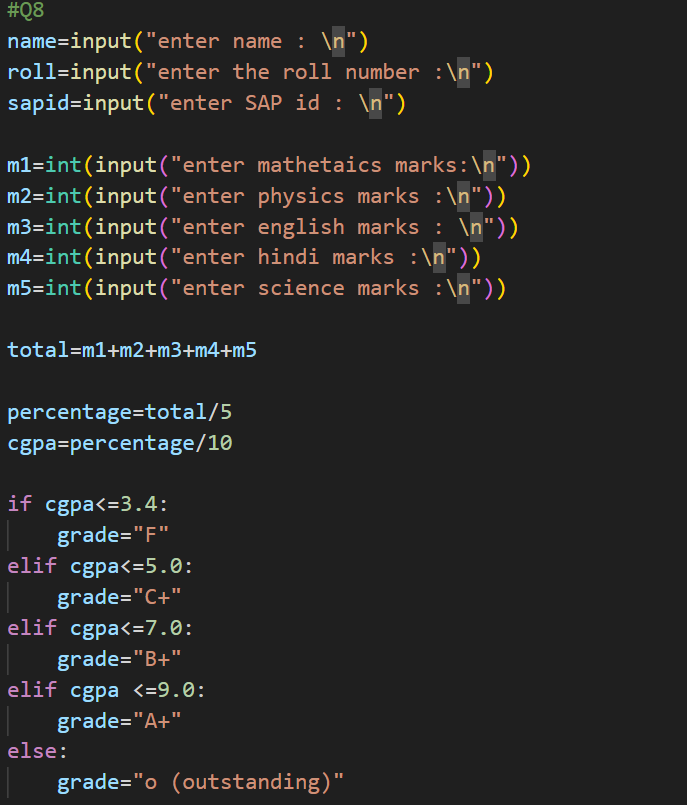 #Q8
name=input("enter name : \n")
roll=input("enter the roll number :\n")
sapid=input("enter SAP id : \n")

m1=int(input("enter mathetaics marks:\n"))
m2=int(input("enter physics marks :\n"))
m3=int(input("enter english marks : \n"))
m4=int(input("enter hindi marks :\n"))
m5=int(input("enter science marks :\n"))

total=m1+m2+m3+m4+m5

percentage=total/5
cgpa=percentage/10

if cgpa<=3.4:
    grade="F"
elif cgpa<=5.0:
    grade="C+"
elif cgpa<=7.0:
    grade="B+"
elif cgpa <=9.0:
    grade="A+"
else:
    grade="o (outstanding)"